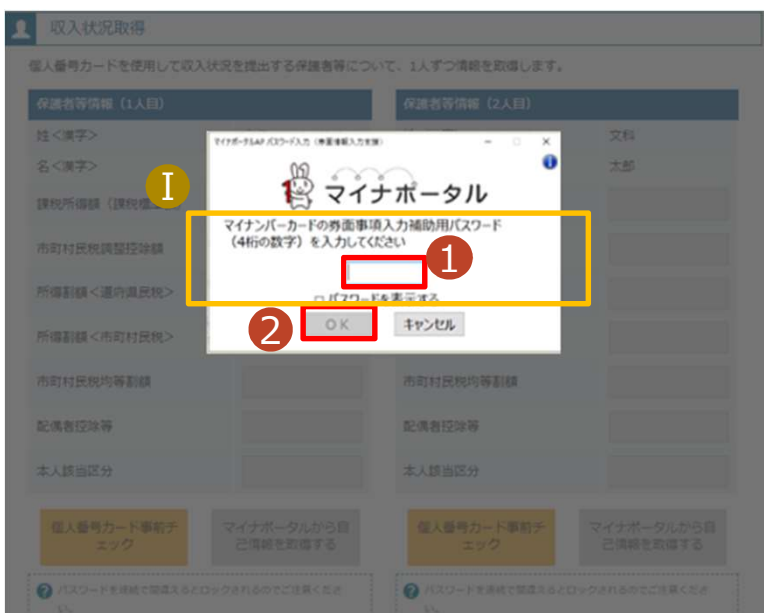 収入状況取得
個人番号カードを使用して収入状況を提出する保護者等について、1人ずつ情報を取得します。
保護者等情報（1人目）
保護者等情報（2人目）
姓<漢字>
文科
名<漢字>
太郎
マイナポータルAP パスワード入力（券面事項入力支援）
マイナポータル
マイナンバーカードの券面事項入力補助用パスワード
（4桁の数字）を入力してください
パスワードを表示する
OK
キャンセル
I
1
2
課税所得額（課税標
市町村民税調整控除額
所得割額<道府県民税>
所得割額<市町村民税>
市町村民税均等割額
市町村民税均等割額
配偶者控除等
配偶者控除等
本人該当区分
本人該当区分
個人番号カード事前チ
ェック
マイナポータルから自
己情報を取得する
個人番号カード事前チ
ェック
マイナポータルから自
己情報を取得する
パスワードを連続で間違えるとロックされるのでご注意くださ
パスワードを連続で間違えるとロックされるのでご注意くださ